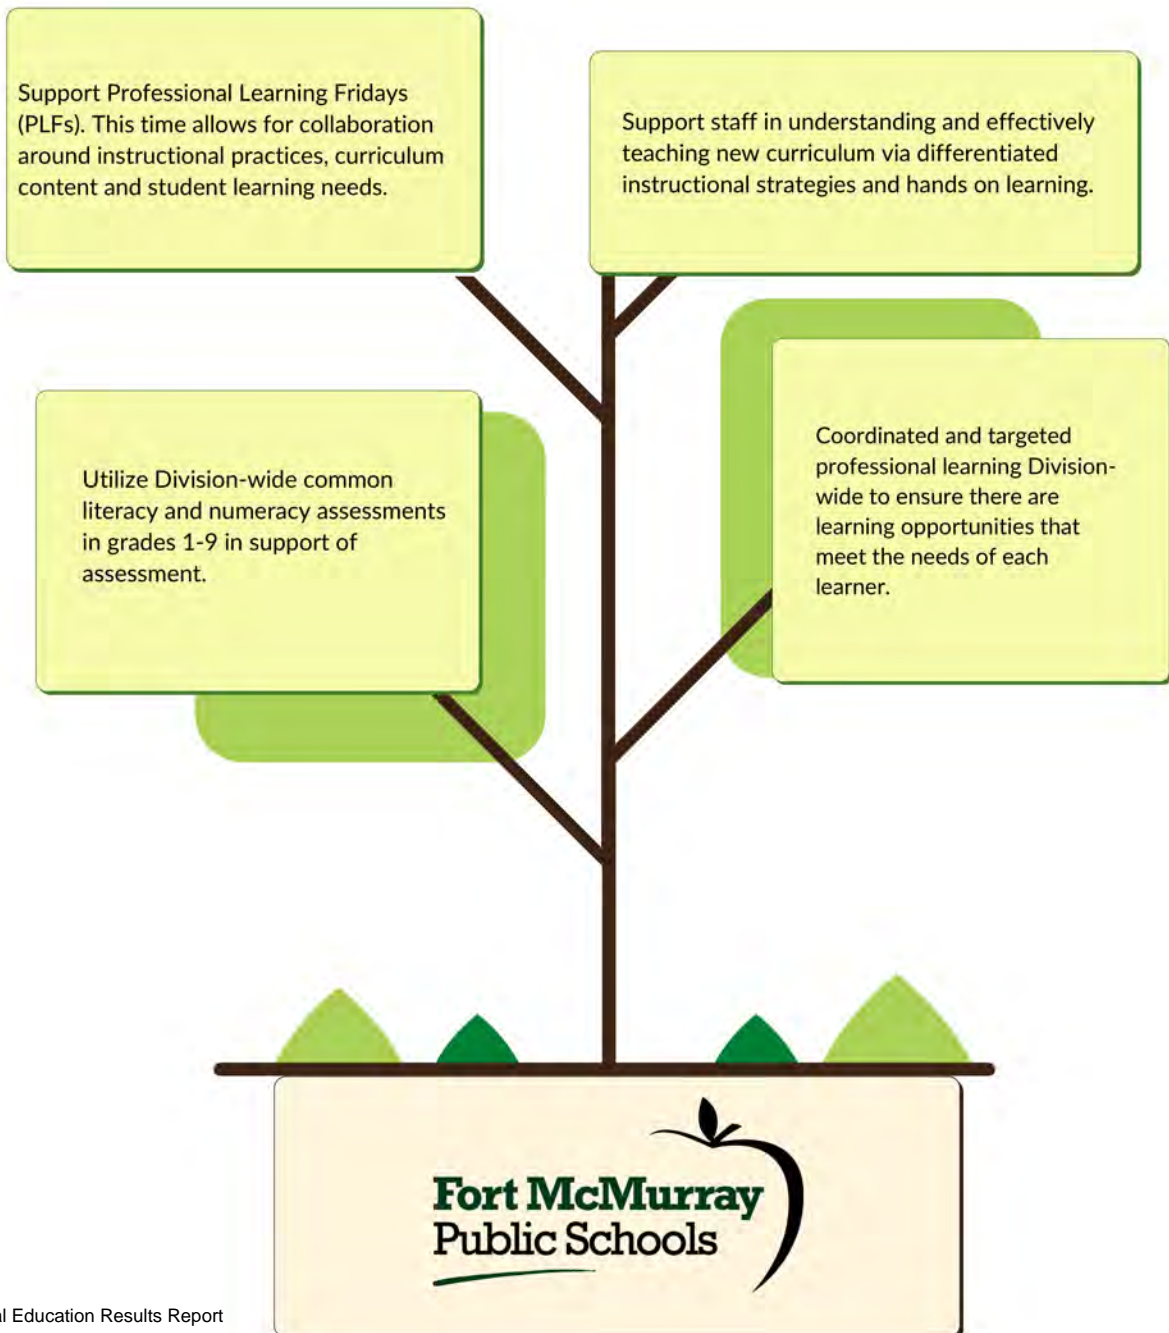 Support Professional Learning Fridays
(PLFs). This time allows for collaboration
around instructional practices, curriculum
content and student learning needs.
Support staff in understanding and effectively
teaching new curriculum via differentiated
instructional strategies and hands on learning.
Utilize Division-wide common
literacy and numeracy assessments
in grades 1-9 in support of
assessment.
Coordinated and targeted
professional learning Division-
wide to ensure there are
learning opportunities that
meet the needs of each
learner.
Fort McMurray
Public Schools
Education Results Report